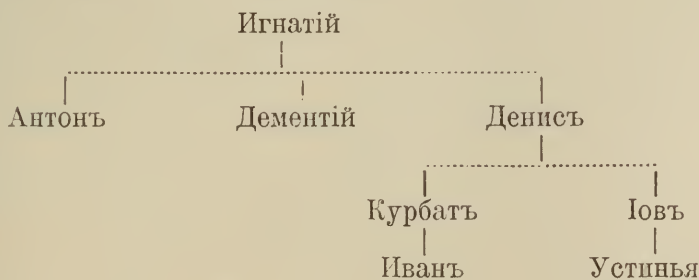 Игнатій
Антонъ Дементій Денисъ
Курбатъ Іовъ
Иванъ Устинья